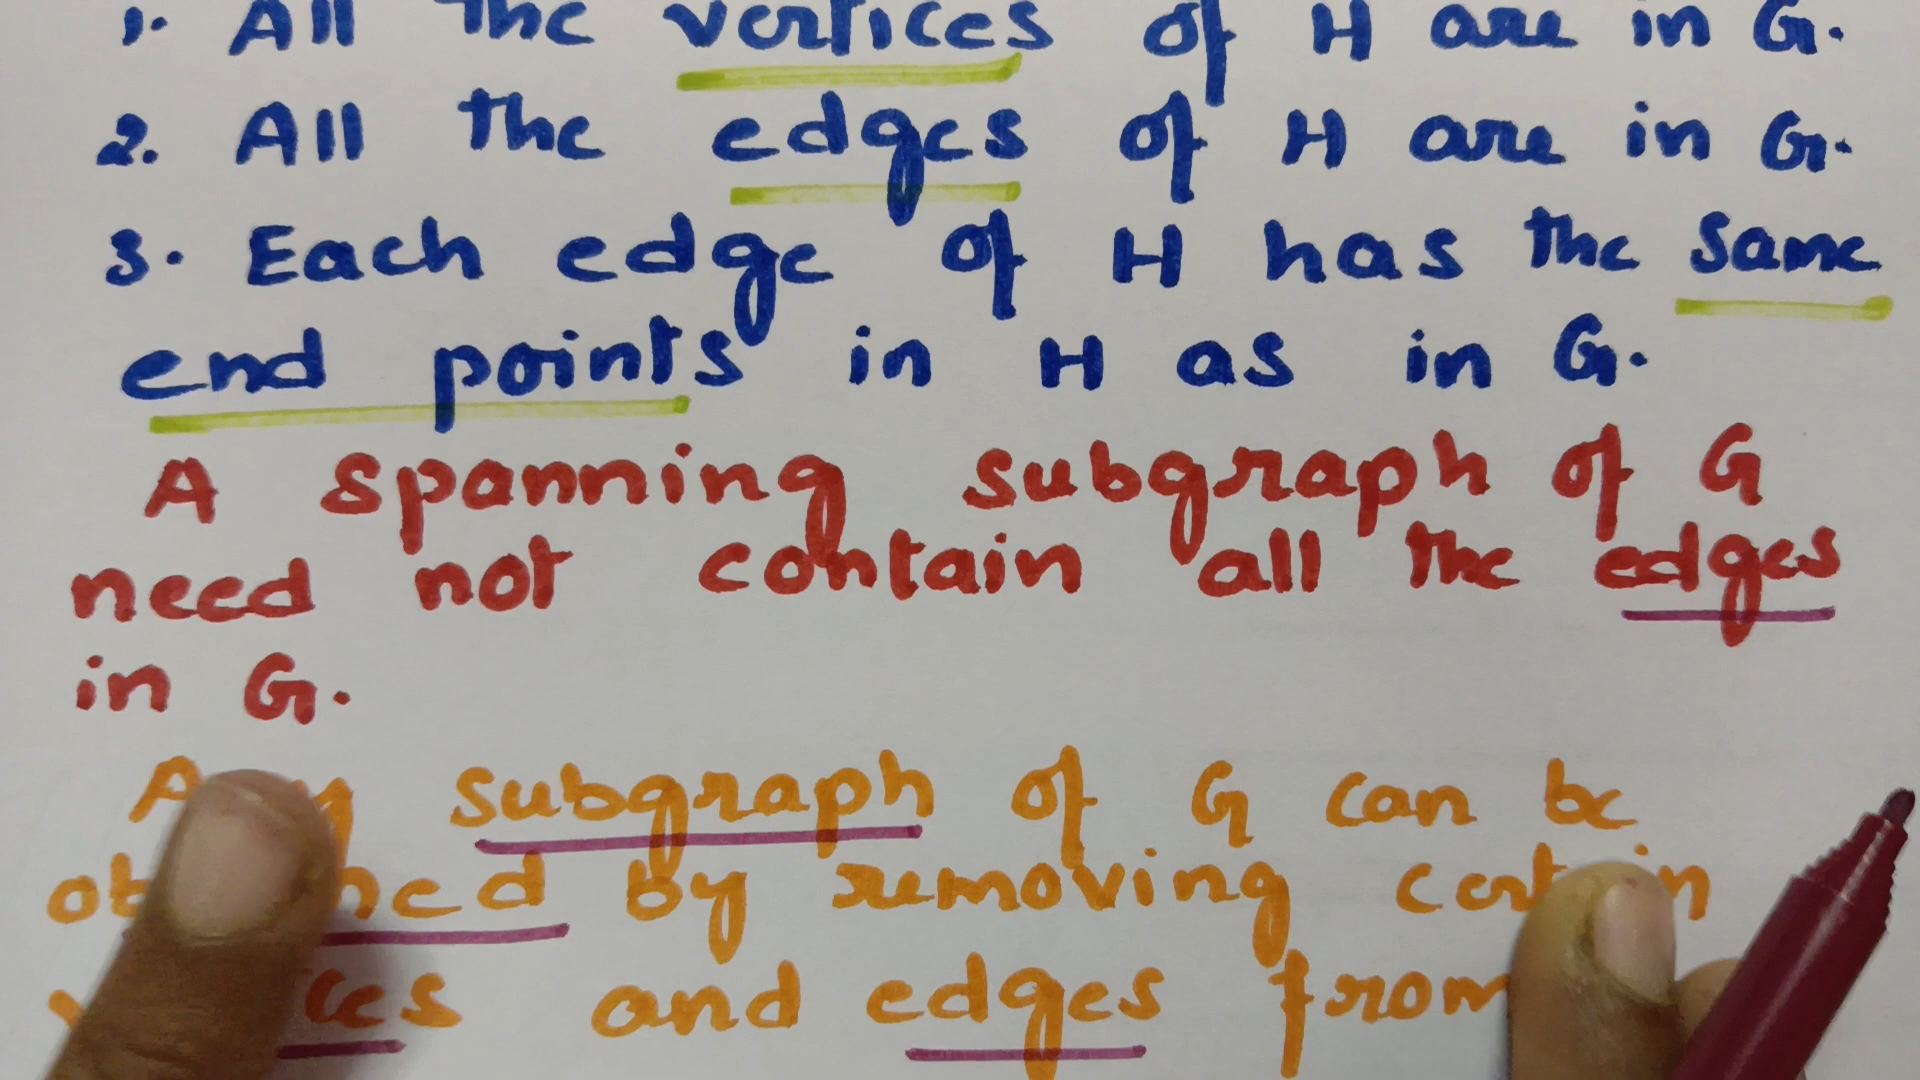 1. All the vertices of H are in G.
2. All the edges of H are in G.
3. Each edge of H has the same
end points in H as in G.
A spanning subgraph of G
need not contain all the edges
in G.
subgraph of G can be
by removing
and edges from